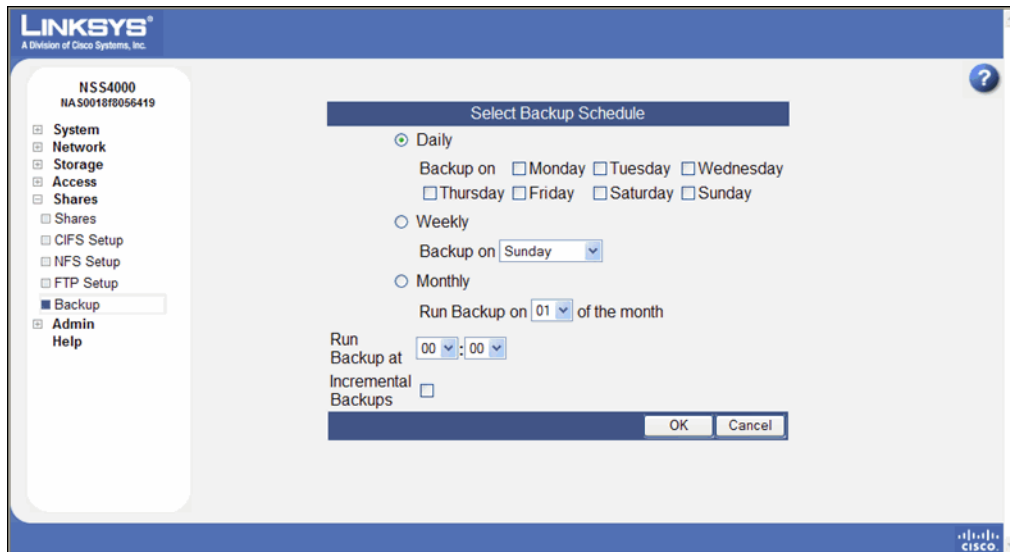 LINKSYS®
A Division of Cisco Systems, Inc.
NSS4000
NAS0018f8056419
System
Network
Storage
Access
Shares
Shares
CIFS Setup
NFS Setup
FTP Setup
Backup
Admin
Help
?
Select Backup Schedule
Daily
Backup on Monday Tuesday Wednesday
Thursday Friday Saturday Sunday
Weekly
Backup on Sunday
Monthly
Run Backup on 01 of the month
Run
Backup at 00 : 00
Incremental
Backups
OK Cancel
CISCO.